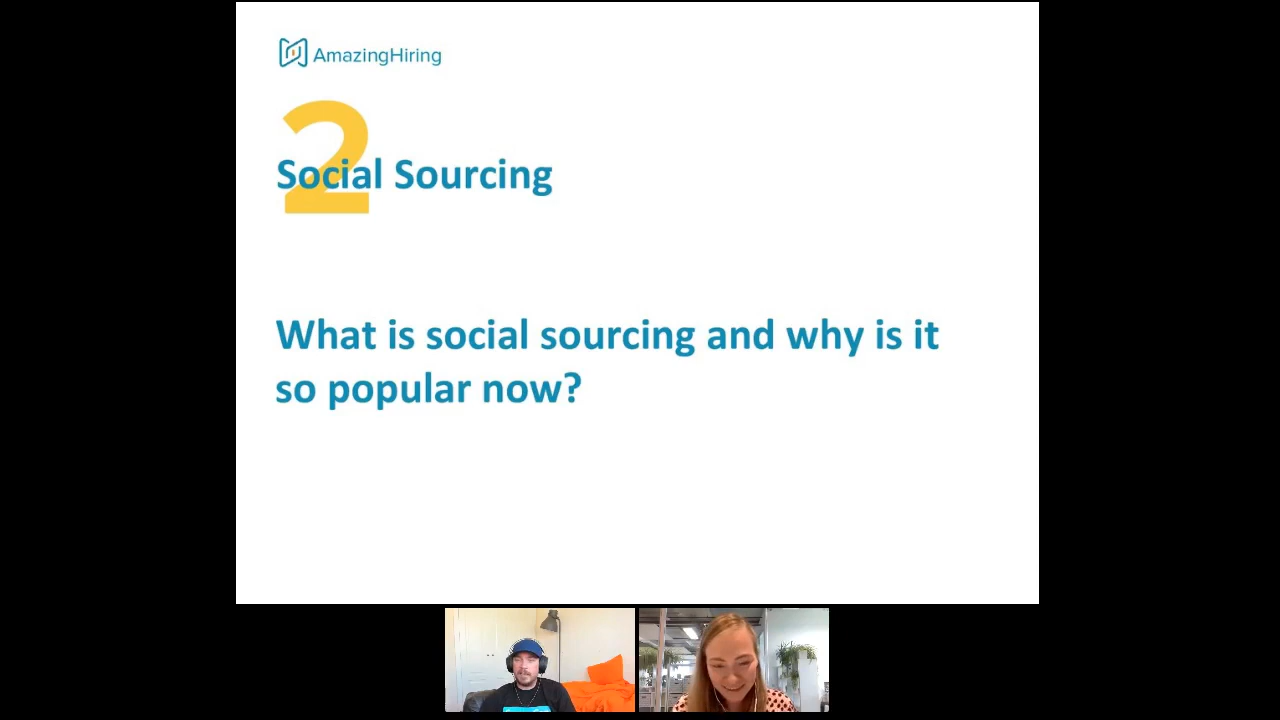 AmazingHiring
2
Social Sourcing
What is social sourcing and why is it
so popular now?